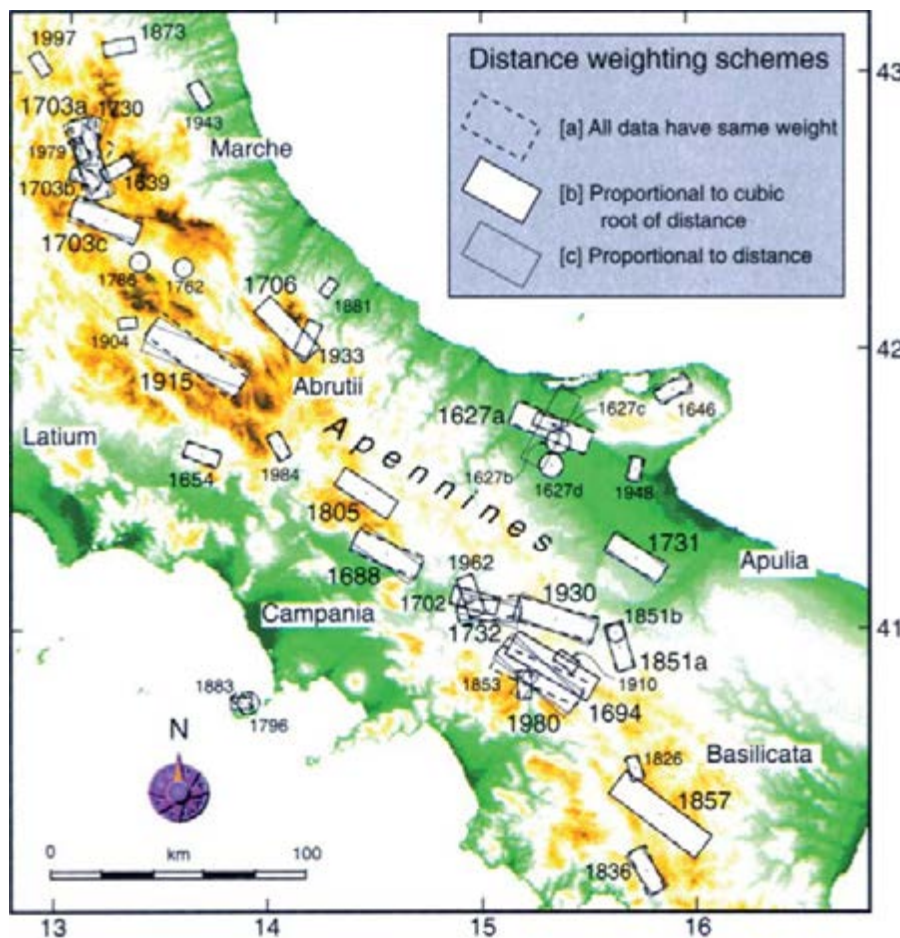 1997
1873
43
Distance weighting schemes
1703a
1730
[a] All data have same weight
1943
1979
Marche
1703b
1639
[b] Proportional to cubic
root of distance
1703c
[c] Proportional to distance
1786
1762
1706
1881
1904
1933
42
1915
Abrutii
1627a
1627c
1646
Latium
Apennines
1654
1984
1627b
1627d
1948
1805
1731
1688
1962
1930
Apulia
1702
Campania
1732
1851b
1851a
41
1853
1910
1883
1980
1694
1796
N
Basilicata
1826
1857
0
100
km
1836
13
14
15
16